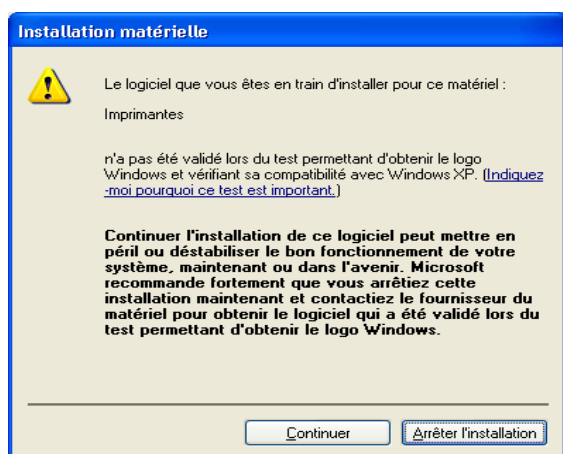 Installation matérielle
Le logiciel que vous êtes en train d'installer pour ce matériel :
Imprimantes
n'a pas été validé lors du test permettant d'obtenir le logo
Windows et vérifiant sa compatibilité avec Windows XP. (Indiquez
-moi pourquoi ce test est important.)
Continuer l'installation de ce logiciel peut mettre en
péril ou déstabiliser le bon fonctionnement de votre
système, maintenant ou dans l'avenir. Microsoft
recommande fortement que vous arrêtiez cette
installation maintenant et contactiez le fournisseur du
matériel pour obtenir le logiciel qui a été validé lors du
test permettant d'obtenir le logo Windows.
Continuer
Arrêter l'installation